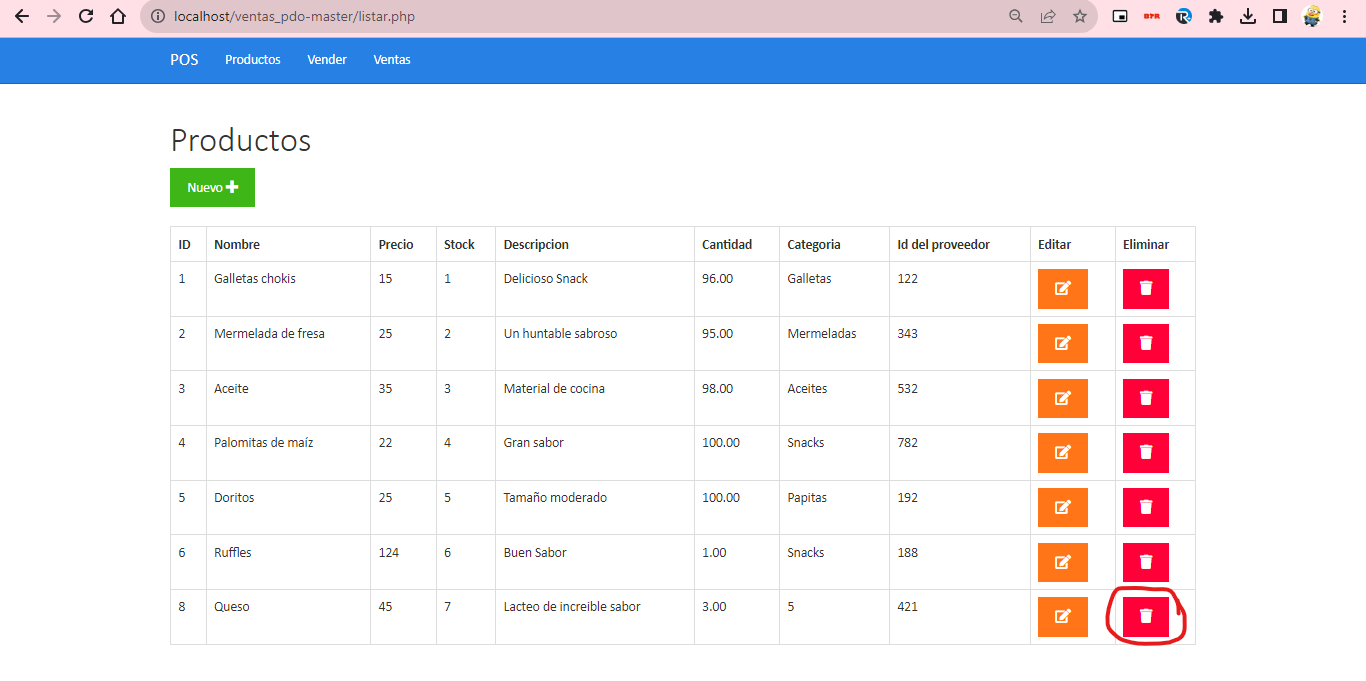 localhost/ventas_pdo-master/listar.php
POS Productos Vender Ventas
Productos
Nuevo
ID Nombre Precio Stock Descripcion Cantidad Categoria Id del proveedor Editar Eliminar
1 Galletas chokis 15 1 Delicioso Snack 96.00 Galletas 122
2 Mermelada de fresa 25 2 Un huntable sabroso 95.00 Mermeladas 343
3 Aceite 35 3 Material de cocina 98.00 Aceites 532
4 Palomitas de maíz 22 4 Gran sabor 100.00 Snacks 782
5 Doritos 25 5 Tamaño moderado 100.00 Papitas 192
6 Ruffles 124 6 Buen Sabor 1.00 Snacks 188
8 Queso 45 7 Lacteo de increible sabor 3.00 5 421